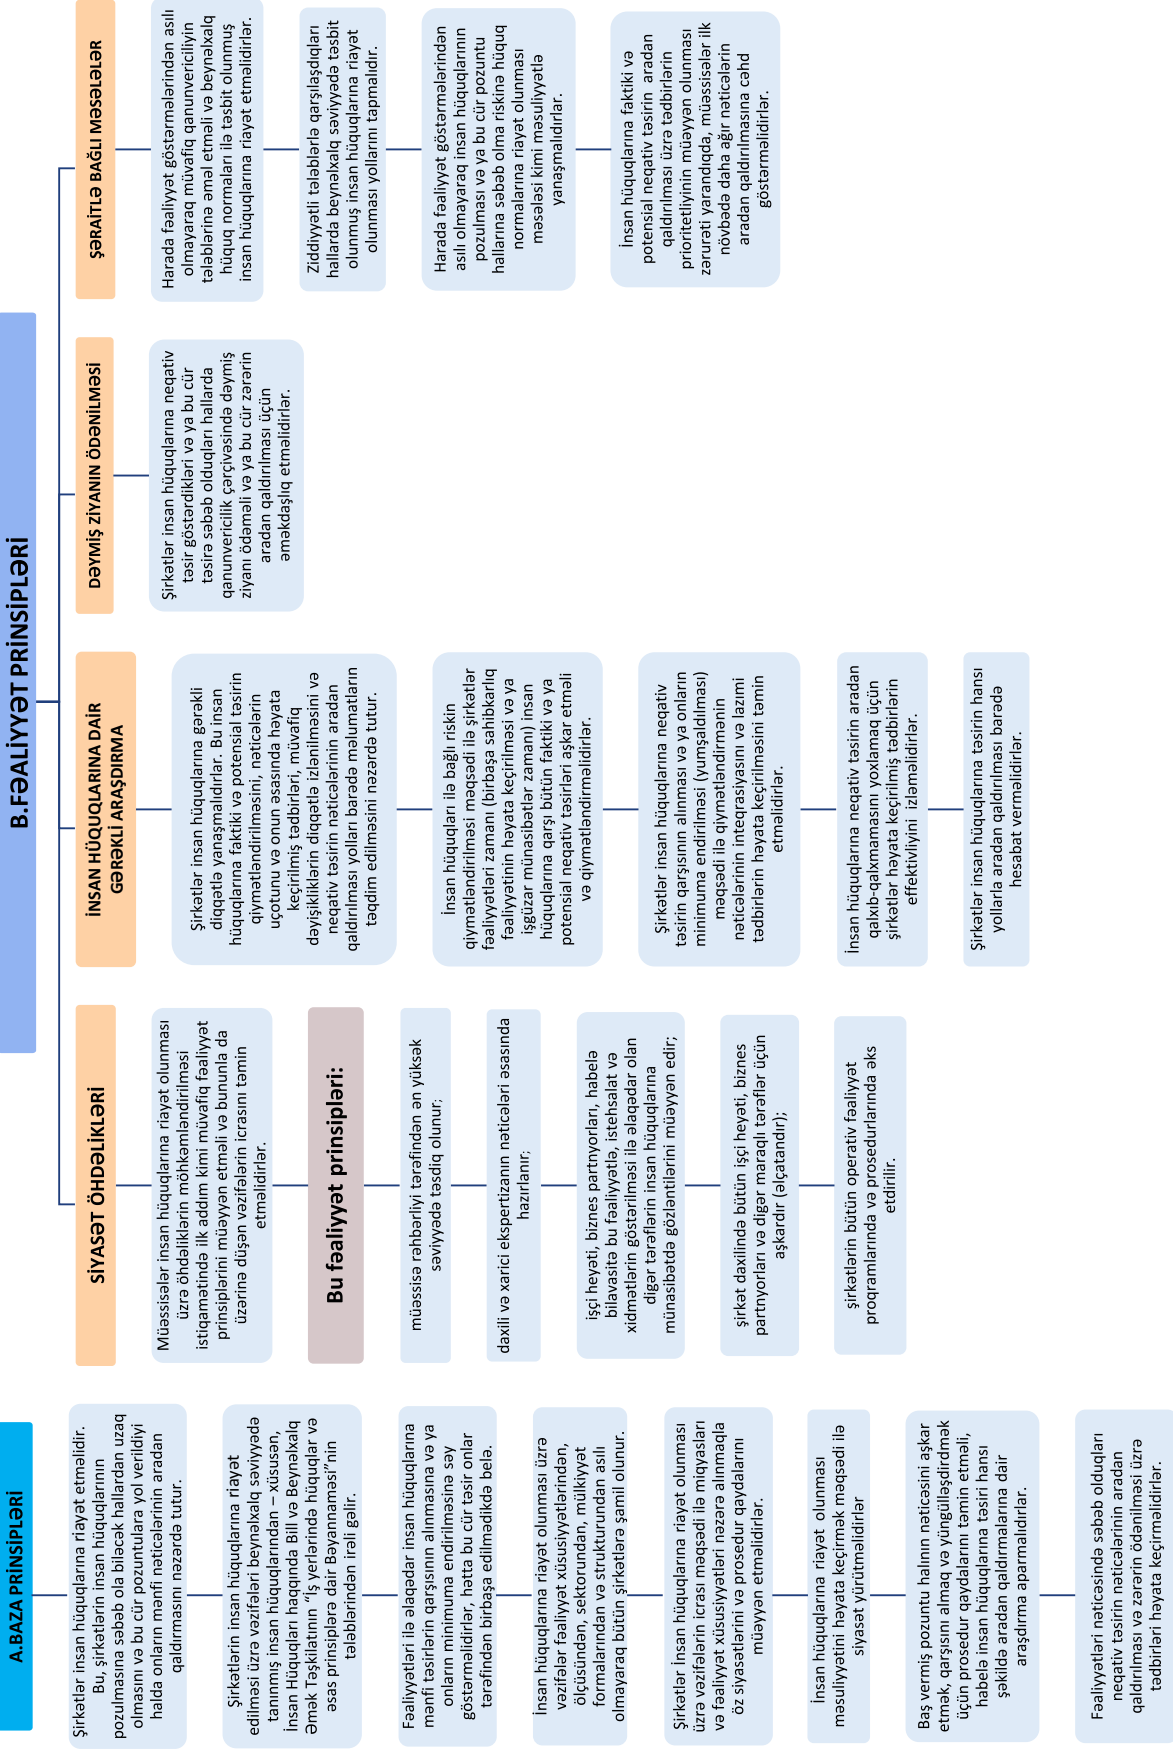 A.BAZA PRİNSİPLƏRİ
Şirkətlər insan hüquqlarına riayət etməlidir.
Bu, şirkətlərin insan hüquqlarının
pozulmasına səbəb ola biləcək hallardan uzaq
olmanı və bu cür pozuntulara yol verildiyi
halda onların mənfi nəticələrinin aradan
qaldırmasını nəzərdə tutur.
Şirkətlərin insan hüquqlarına riayət
edilməsi üzrə vəzifələri beynəlxalq səviyyədə
tanınmış insan hüquqlarından – xüsusən,
İnsan Hüquqları haqqında Bill və Beynəlxalq
Əmək Təşkilatının “İş yerlərində hüquqlar və
əsas prinsiplərə dair Bəyannaməsi”nin
tələblərindən irəli gəlir.
Fəaliyyətləri ilə əlaqədar insan hüquqlarına
mənfi təsirlərin qarşısının alınmasına və ya
onların minimuma endirilməsinə səy
göstərməlidirlər, hətta bu cür təsir onlar
tərəfindən birbaşa edilmədikdə belə.
İnsan hüquqlarına riayət olunması üzrə
vəzifələr fəaliyyət xüsusiyyətlərindən,
ölçüsündən, sektorundan, mülkiyyət
formalarından və strukturundan asılı
olmayaraq bütün şirkətlərə şamil olunur.
Şirkətlər İnsan hüquqlarına riayət olunması
üzrə vəzifələrin icrası məqsədi ilə miqyasları
və fəaliyyət xüsusiyyətləri nəzərə alınmaqla
öz siyasətlərini və prosedur qaydalarını
müəyyən etməlidirlər.
İnsan hüquqlarına riayət olunması
məsuliyyətini həyata keçirmək məqsədi ilə
siyasət yürütməlidirlər
Baş vermiş pozuntu halının nəticəsini aşkar
etmək, qarşısını almaq və yüngülləşdirdmək
üçün prosedur qaydalarını təmin etməli,
habelə insan hüquqlarına təsiri hansı
şəkildə aradan qaldırmalarına dair
araşdırma aparmalıdırlar.
Fəaliyyətləri nəticəsində səbəb olduqları
neqativ təsirin nəticələrinin aradan
qaldırılması və zərərin ödənilməsi üzrə
tədbirləri həyata keçirməlidirlər.
B.FƏALİYYƏT PRİNSİPLƏRİ
SİYASƏT ÖHDƏLİKLƏRİ
Müəssisələr insan hüquqlarına riayət olunması
üzrə öhdəliklərin möhkəmləndirilməsi
istiqamətində ilk addım kimi müvafiq fəaliyyət
prinsiplərini müəyyən etməli və bununla da
üzərinə düşən vəzifələrin icrasını təmin
etməlidirlər.
Bu fəaliyyət prinsipləri:
müəssisə rəhbərliyi tərəfindən ən yüksək
səviyyədə təsdiq olunur;
daxili və xarici ekspertizanın nəticələri əsasında
hazırlanır;
işçi heyəti, biznes partnyorları, habelə
bilavasitə bu fəaliyyətlə, istehsalat və
xidmətlərin göstərilməsi ilə əlaqədar olan
digər tərəflərin insan hüquqlarına
münasibətdə gözləntilərini müəyyən edir;
şirkət daxilində bütün işçi heyəti, biznes
partnyorları və digər maraqlı tərəflər üçün
aşkardır (əlçatandır);
şirkətlərin bütün operativ fəaliyyət
proqramlarında və prosedurlarında əks
etdirilir.
İNSAN HÜQUQLARINA DAİR
GƏRƏKLİ ARAŞDIRMA
Şirkətlər insan hüquqlarına gərəkli
diqqətlə yanaşmalıdırlar. Bu insan
hüquqlarına faktiki və potensial təsirin
qiymətləndirilməsini, nəticələrin
uçotunu və onun əsasında həyata
keçirilmiş tədbirləri, müvafiq
dəyişikliklərin diqqətlə izlənilməsini və
neqativ təsirin nəticələrinin aradan
qaldırılması yolları barədə məlumatların
təqdim edilməsini nəzərdə tutur.
İnsan hüquqları ilə bağlı riskin
qiymətləndirilməsi məqsədi ilə şirkətlər
fəaliyyətləri zamanı (birbaşa sahibkarlıq
fəaliyyətinin həyata keçirilməsi və ya
işgüzar münasibətlər zamanı) insan
hüquqlarına qarşı bütün faktiki və ya
potensial neqativ təsirləri aşkar etməli
və qiymətləndirməlidirlər.
Şirkətlər insan hüquqlarına neqativ
təsirin qarşısının alınması və ya onların
minimuma endirilməsi (yumşaldılması)
məqsədi ilə qiymətləndirmənin
nəticələrinin inteqrasiyasını və lazımi
tədbirlərin həyata keçirilməsini təmin
etməldirlər.
İnsan hüquqlarına neqativ təsirin aradan
qalxıb-qalxmamasını yoxlamaq üçün
şirkətlər həyata keçirilmiş tədbirlərin
effektivliyini izləməlidirlər.
Şirkətlər insan hüquqlarına təsirin hansı
yollarla aradan qaldırılması barədə
hesabat verməlidirlər.
DƏYMİŞ ZİYANIN ÖDƏNİLMƏSİ
Şirkətlər insan hüquqlarına neqativ
təsir göstərdikləri və ya bu cür
təsirə səbəb olduqları hallarda
qanunvericilik çərçivəsində dəymiş
ziyanı ödəməli və ya bu cür zərərin
aradan qaldırılması üçün
əməkdaşlıq etməlidirlər.
ŞƏRAİTLƏ BAĞLI MƏSƏLƏLƏR
Harada fəaliyyət göstərmələrindən asılı
olmayaraq müvafiq qanunvericiliyin
tələblərinə əməl etməli və beynəlxalq
hüquq normaları ilə təsbit olunmuş
insan hüquqlarına riayət etməlidirlər.
Ziddiyyətli tələblərlə qarşılaşdıqları
hallarda beynəlxalq səviyyədə təsbit
olunmuş insan hüquqlarına riayət
olunması yollarını tapmalıdır.
Harada fəaliyyət göstərmələrindən
asılı olmayaraq insan hüquqlarının
pozulması və ya bu cür pozuntu
hallarına səbəb olma riskinə hüquq
normalarına riayət olunması
məsələsi kimi məsuliyyətlə
yanaşmalıdırlar.
İnsan hüquqlarına faktiki və
potensial neqativ təsirin aradan
qaldırılması üzrə tədbirlərin
prioritetliyinin müəyyən olunması
zərurəti yarandıqda, müəssisələr ilk
növbədə daha ağır nəticələrin
aradan qaldırılmasına cəhd
göstərməlidirlər.